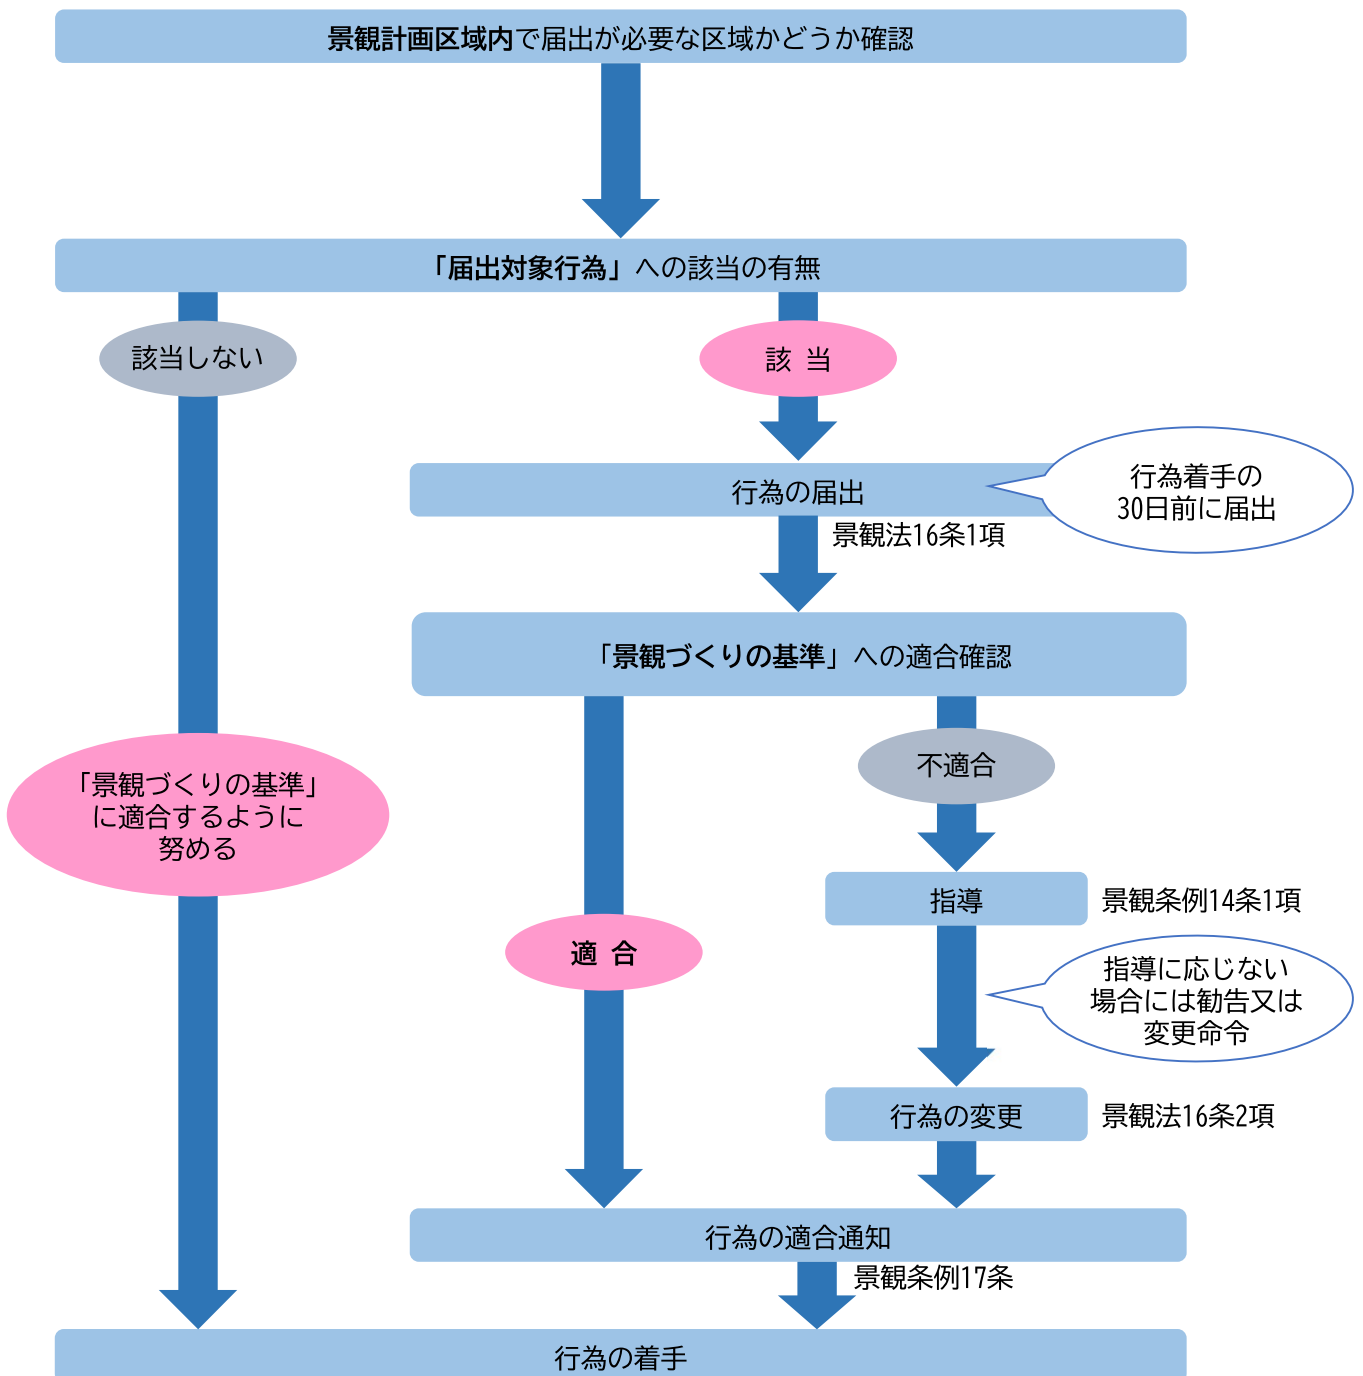 景観計画区域内で届出が必要な区域かどうか確認
「届出対象行為」への該当の有無
該当しない
該 当
行為の届出
行為着手の
30日前に届出
景観法16条1項
「景観づくりの基準」への適合確認
不適合
「景観づくりの基準」
に適合するように
努める
指導
景観条例14条1項
適 合
指導に応じない
場合には勧告又は
変更命令
行為の変更
景観法16条2項
行為の適合通知
景観条例17条
行為の着手